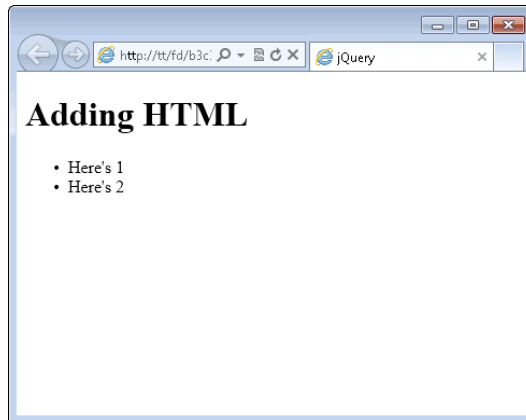 http://tt/fd/b3c
jQuery
Adding HTML
• Here's 1
• Here's 2